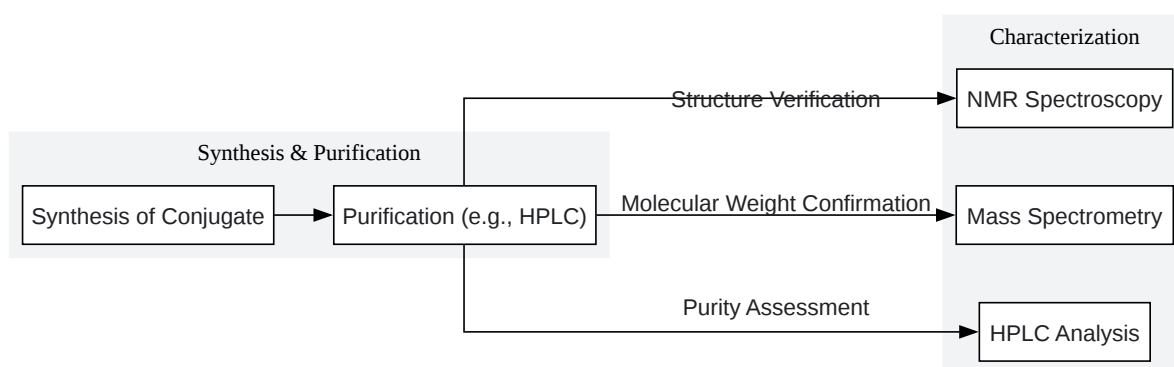 Characterization
Structure Verification
NMR Spectroscopy
Synthesis & Purification
Synthesis of Conjugate
Purification (e.g., HPLC)
Molecular Weight Confirmation
Mass Spectrometry
Purity Assessment
HPLC Analysis